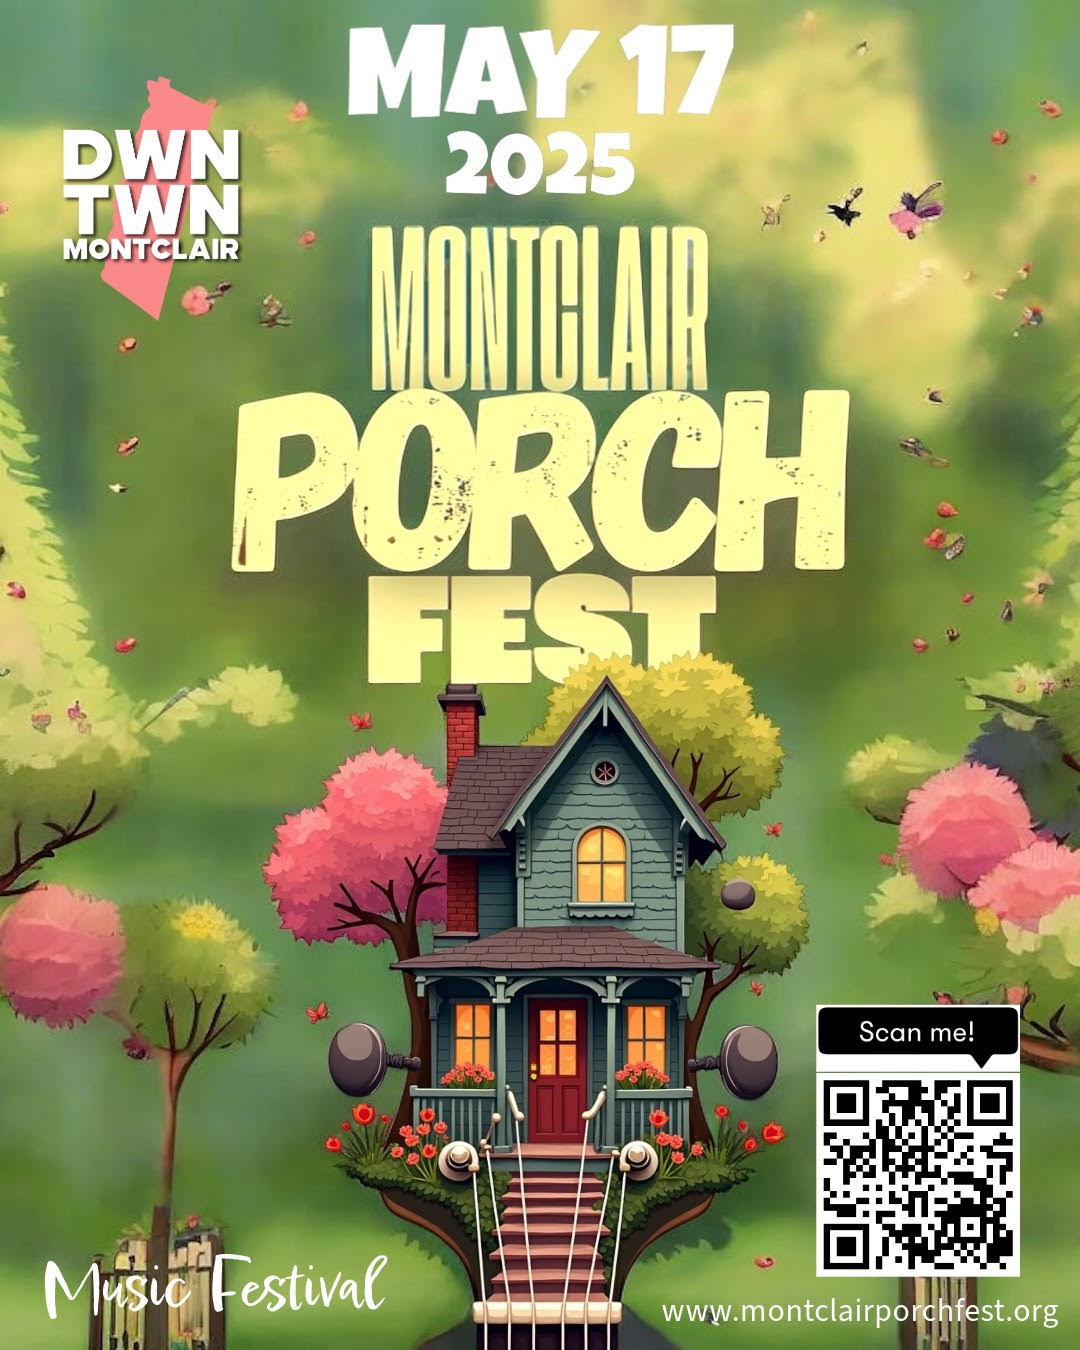 MAY 17
2025
DWN
TWN
MONTCLAIR
MONTCLAIR
PORCH
FEST
Scan me!
Music Festival
www.montclairporchfest.org